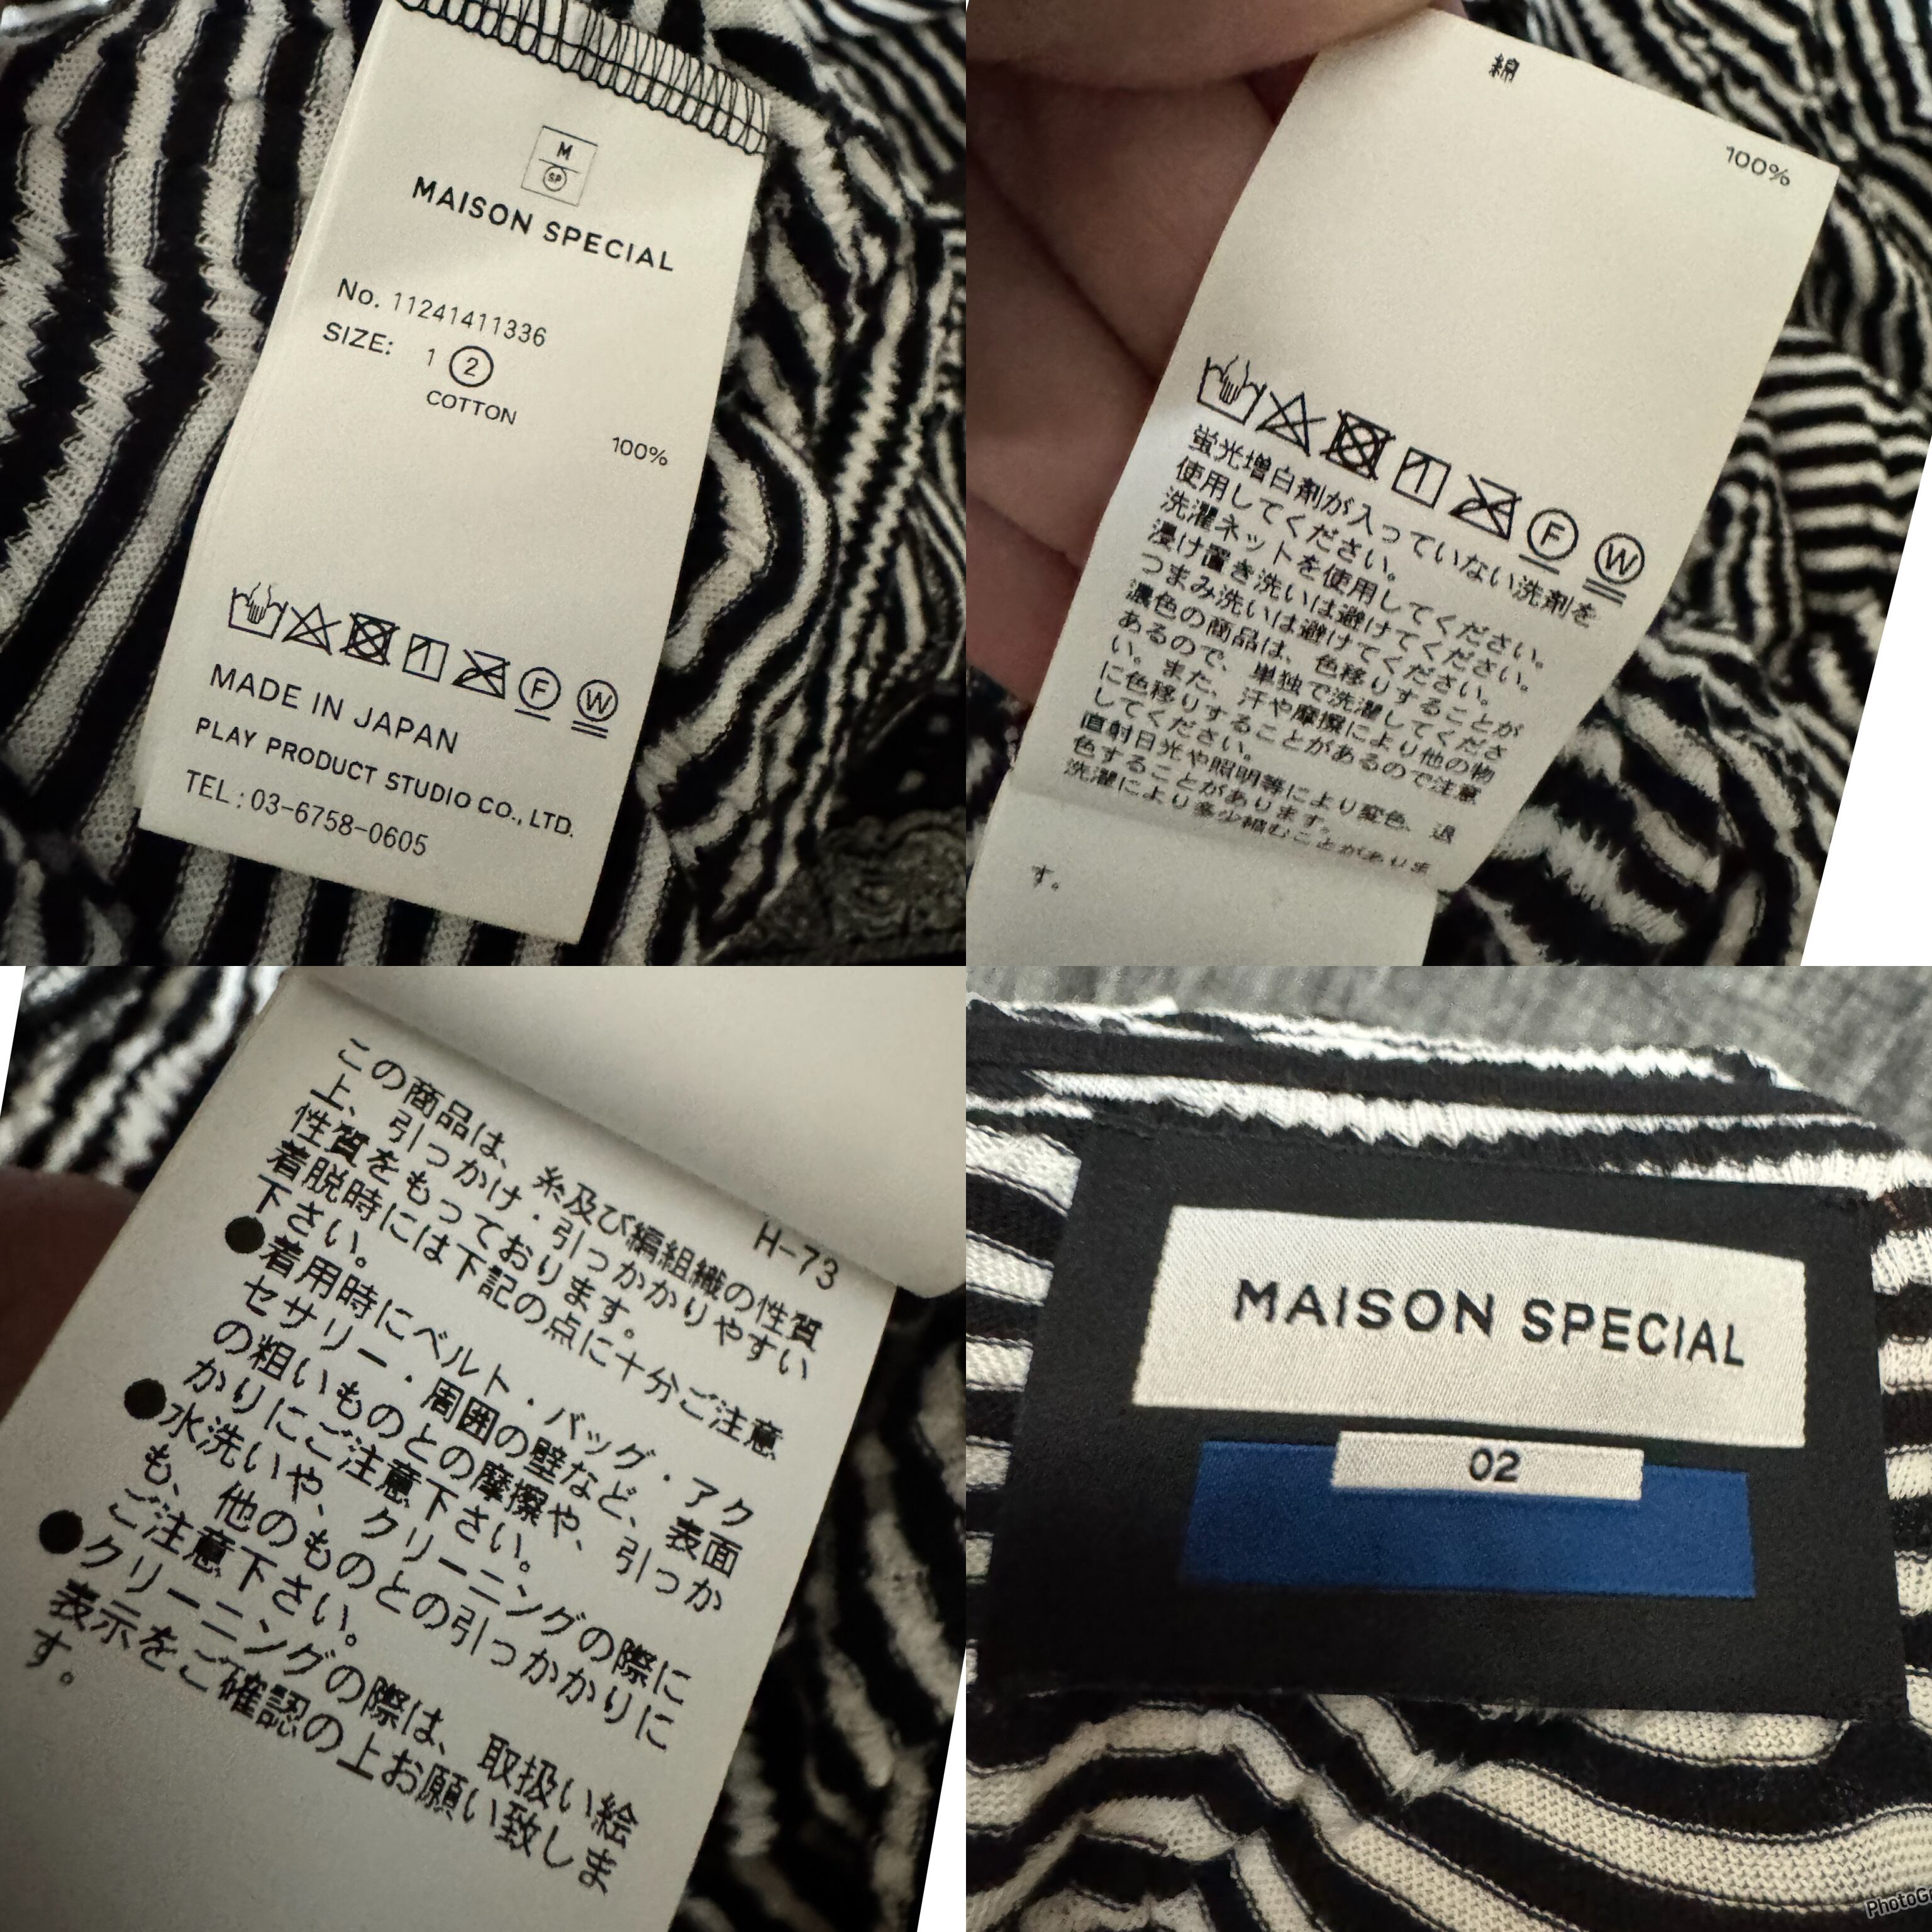 M
SP
MAISON SPECIAL
No. 11241411336
SIZE: 1 2
COTTON
100%
F W
MADE IN JAPAN
PLAY PRODUCT STUDIO CO., LTD.
TEL : 03-6758-0605
綿
100%
F W
蛍光増白剤が入っていない洗剤を
使用してください。
洗濯ネットを使用してください。
浸け置き洗いは避けてください。
つまみ洗いは避けてください。
濃色の商品は、色移りすることが
あるので、単独で洗濯してくださ
い。また、汗や摩擦により他の物
に色移りすることがあるので注意
してください。
直射日光や照明等により変色、退
色することがあります。
洗濯により多少縮むことがありま
す。
H-73
この商品は、糸及び編組織の性質
上、引っかけ・引っかかりやすい
性質をもっております。
着脱時には下記の点に十分ご注意
下さい。
●着用時にベルト・バッグ・アク
セサリー・周囲の壁など、表面
の粗いものとの摩擦や、引っか
かりにご注意下さい。
●水洗いや、クリーニングの際に
も、他のものとの引っかかりに
ご注意下さい。
●クリーニングの際は、取扱い絵
表示をご確認の上お願い致しま
す。
MAISON SPECIAL
02